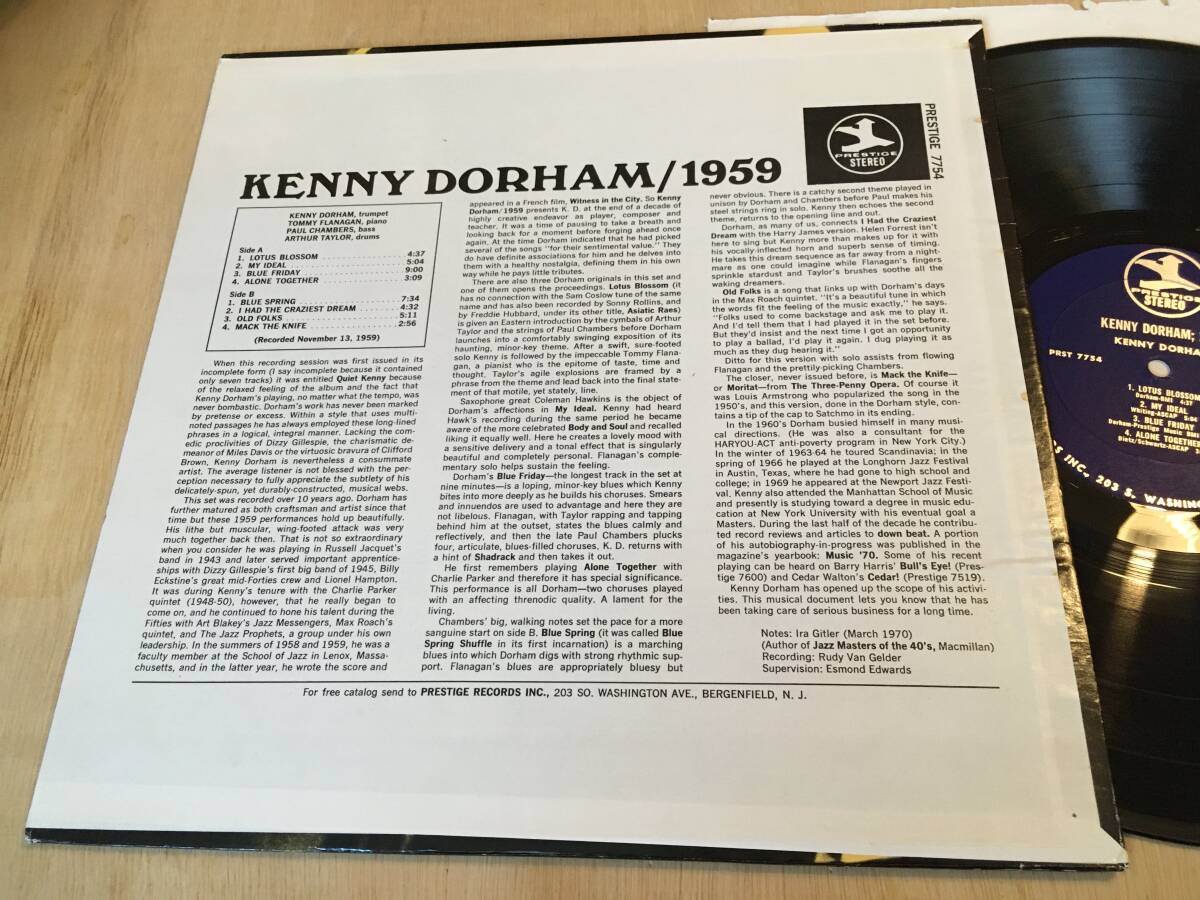 KENNY DORHAM/1959
PRESTIGE
STEREO
PRESTIGE 7754
KENNY DORHAM, trumpet
TOMMY FLANAGAN, piano
PAUL CHAMBERS, bass
ARTHUR TAYLOR, drums
Side A
1. LOTUS BLOSSOM 4:37
2. MY IDEAL 5:04
3. BLUE FRIDAY 9:00
4. ALONE TOGETHER 3:09
Side B
1. BLUE SPRING 7:34
2. I HAD THE CRAZIEST DREAM 4:32
3. OLD FOLKS 5:11
4. MACK THE KNIFE 2:56
(Recorded November 13, 1959)
When this recording session was first issued in its
incomplete form (I say incomplete because it contained
only seven tracks) it was entitled Quiet Kenny because
of the relaxed feeling of the album and the fact that
Kenny Dorham's playing, no matter what the tempo, was
never bombastic. Dorham's work has never been marked
by pretense or excess. Within a style that uses multi-
noted passages he has always employed these long-lined
phrases in a logical, integral manner. Lacking the com-
edic proclivities of Dizzy Gillespie, the charismatic de-
meanor of Miles Davis or the virtuosic bravura of Clifford
Brown, Kenny Dorham is nevertheless a consummate
artist. The average listener is not blessed with the per-
ception necessary to fully appreciate the subtlety of his
delicately-spun, yet durably-constructed, musical webs.
This set was recorded over 10 years ago. Dorham has
further matured as both craftsman and artist since that
time but these 1959 performances hold up beautifully.
His lithe but muscular, wing-footed attack was very
much together back then. That is not so extraordinary
when you consider he was playing in Russell Jacquet's
band in 1943 and later served important apprentice-
ships with Dizzy Gillespie's first big band of 1945, Billy
Eckstine's great mid-Forties crew and Lionel Hampton.
It was during Kenny's tenure with the Charlie Parker
quintet (1948-50), however, that he really began to
come on, and he continued to hone his talent during the
Fifties with Art Blakey's Jazz Messengers, Max Roach's
quintet, and The Jazz Prophets, a group under his own
leadership. In the summers of 1958 and 1959, he was a
faculty member at the School of Jazz in Lenox, Massa-
chusetts, and in the latter year, he wrote the score and
appeared in a French film, Witness in the City. So Kenny
Dorham/1959 presents K. D. at the end of a decade of
highly creative endeavor as player, composer and
teacher. It was a time of pausing to take a breath and
looking back for a moment before forging ahead once
again. At the time Dorham indicated that he had picked
several of the songs "for their sentimental value." They
do have definite associations for him and he delves into
them with a healthy nostalgia, defining them in his own
way while he pays little tributes.
There are also three Dorham originals in this set and
one of them opens the proceedings. Lotus Blossom (it
has no connection with the Sam Coslow tune of the same
name and has also been recorded by Sonny Rollins, and
by Freddie Hubbard, under its other title, Asiatic Raes)
is given an Eastern introduction by the cymbals of Arthur
Taylor and the strings of Paul Chambers before Dorham
launches into a comfortably swinging exposition of its
haunting, minor-key theme. After a swift, sure-footed
solo Kenny is followed by the impeccable Tommy Flana-
gan, a pianist who is the epitome of taste, time and
thought. Taylor's agile explosions are framed by a
phrase from the theme and lead back into the final state-
ment of that motile, yet stately, line.
Saxophone great Coleman Hawkins is the object of
Dorham's affections in My Ideal. Kenny had heard
Hawk's recording during the same period he became
aware of the more celebrated Body and Soul and recalled
liking it equally well. Here he creates a lovely mood with
a sensitive delivery and a tonal effect that is singularly
beautiful and completely personal. Flanagan's comple-
mentary solo helps sustain the feeling.
Dorham's Blue Friday—the longest track in the set at
nine minutes—is a loping, minor-key blues which Kenny
bites into more deeply as he builds his choruses. Smears
and innuendos are used to advantage and here they are
not libelous. Flanagan, with Taylor rapping and tapping
behind him at the outset, states the blues calmly and
reflectively, and then the late Paul Chambers plucks
four, articulate, blues-filled choruses, K. D. returns with
a hint of Shadrack and then takes it out.
He first remembers playing Alone Together with
Charlie Parker and therefore it has special significance.
This performance is all Dorham—two choruses played
with an affecting threnodic quality. A lament for the
living.
Chambers' big, walking notes set the pace for a more
sanguine start on side B. Blue Spring (it was called Blue
Spring Shuffle in its first incarnation) is a marching
blues into which Dorham digs with strong rhythmic sup-
port. Flanagan's blues are appropriately bluesy but
never obvious. There is a catchy second theme played in
unison by Dorham and Chambers before Paul makes his
steel strings ring in solo. Kenny then echoes the second
theme, returns to the opening line and out.
Dorham, as many of us, connects I Had the Craziest
Dream with the Harry James version. Helen Forrest isn't
here to sing but Kenny more than makes up for it with
his vocally-inflected horn and superb sense of timing.
He takes this dream sequence as far away from a night-
mare as one could imagine while Flanagan's fingers
sprinkle stardust and Taylor's brushes soothe all the
waking dreamers.
Old Folks is a song that links up with Dorham's days
in the Max Roach quintet. "It's a beautiful tune in which
the words fit the feeling of the music exactly," he says.
"Folks used to come backstage and ask me to play it.
And I'd tell them that I had played it in the set before.
But they'd insist and the next time I got an opportunity
to play a ballad, I'd play it again. I dug playing it as
much as they dug hearing it."
Ditto for this version with solo assists from flowing
Flanagan and the prettily-picking Chambers.
The closer, never issued before, is Mack the Knife—
or Moritat—from The Three-Penny Opera. Of course it
was Louis Armstrong who popularized the song in the
1950's, and this version, done in the Dorham style, con-
tains a tip of the cap to Satchmo in its ending.
In the 1960's Dorham busied himself in many musi-
cal directions. (He was also a consultant for the
HARYOU-ACT anti-poverty program in New York City.)
In the winter of 1963-64 he toured Scandinavia; in the
spring of 1966 he played at the Longhorn Jazz Festival
in Austin, Texas, where he had gone to high school and
college; in 1969 he appeared at the Newport Jazz Festi-
val. Kenny also attended the Manhattan School of Music
and presently is studying toward a degree in music edu-
cation at New York University with his eventual goal a
Masters. During the last half of the decade he contribu-
ted record reviews and articles to down beat. A portion
of his autobiography-in-progress was published in the
magazine's yearbook: Music '70. Some of his recent
playing can be heard on Barry Harris' Bull's Eye! (Pres-
tige 7600) and Cedar Walton's Cedar! (Prestige 7519).
Kenny Dorham has opened up the scope of his activi-
ties. This musical document lets you know that he has
been taking care of serious business for a long time.
Notes: Ira Gitler (March 1970)
(Author of Jazz Masters of the 40's, Macmillan)
Recording: Rudy Van Gelder
Supervision: Esmond Edwards
For free catalog send to PRESTIGE RECORDS INC., 203 SO. WASHINGTON AVE., BERGENFIELD, N. J.
PRESTIGE
STEREO
KENNY DORHAM
KENNY DORHAM
PRST 7754
1. LOTUS BLOSSOM
2. MY IDEAL
3. BLUE FRIDAY
4. ALONE TOGETHER
INC., 203 S. WASHING